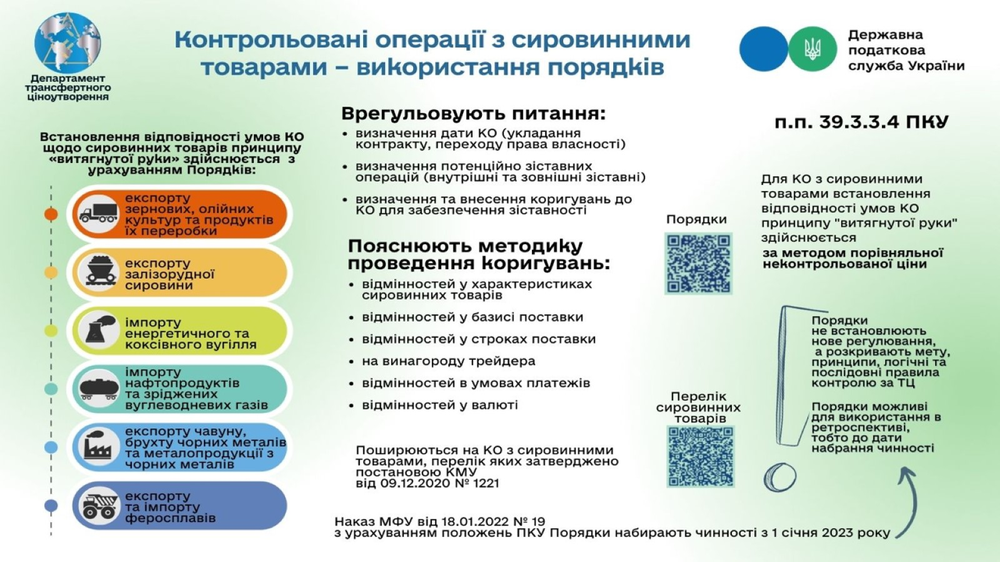 Департамент
трансфертного
ціноутворення
Контрольовані операції з сировинними
товарами – використання порядків
Державна
податкова
служба України
Встановлення відповідності умов КО
щодо сировинних товарів принципу
«витягнутої руки» здійснюється з
урахуванням Порядків:
експорту
зернових, олійних
культур та продуктів
їх переробки
експорту
залізорудної
сировини
імпорту
енергетичного та
коксівного вугілля
імпорту
нафтопродуктів
та зріджених
вуглеводневих газів
експорту чавуну,
брухту чорних металів
та металопродукції з
чорних металів
експорту
та імпорту
феросплавів
Врегульовують питання:
• визначення дати КО (укладання
контракту, переходу права власності)
• визначення потенційно зіставних
операцій (внутрішні та зовнішні зіставні)
• визначення та внесення коригувань до
КО для забезпечення зіставності
Пояснюють методику
проведення коригувань:
• відмінностей у характеристиках
сировинних товарів
• відмінностей у базисі поставки
• відмінностей у строках поставки
• на винагороду трейдера
• відмінностей в умовах платежів
• відмінностей у валюті
Поширюються на КО з сировинними
товарами, перелік яких затверджено
постановою КМУ
від 09.12.2020 № 1221
Порядки
Перелік
сировинних
товарів
п.п. 39.3.3.4 ПКУ
Для КО з сировинними
товарами встановлення
відповідності умов КО
принципу "витягнутої руки"
здійснюється
за методом порівняльної
неконтрольованої ціни
Порядки
не встановлюють
нове регулювання,
а розкривають мету,
принципи, логічні та
послідовні правила
контролю за ТЦ
Порядки можливі
для використання в
ретроспективі,
тобто до дати
набрання чинності
Наказ МФУ від 18.01.2022 № 19
з урахуванням положень ПКУ Порядки набирають чинності з 1 січня 2023 року